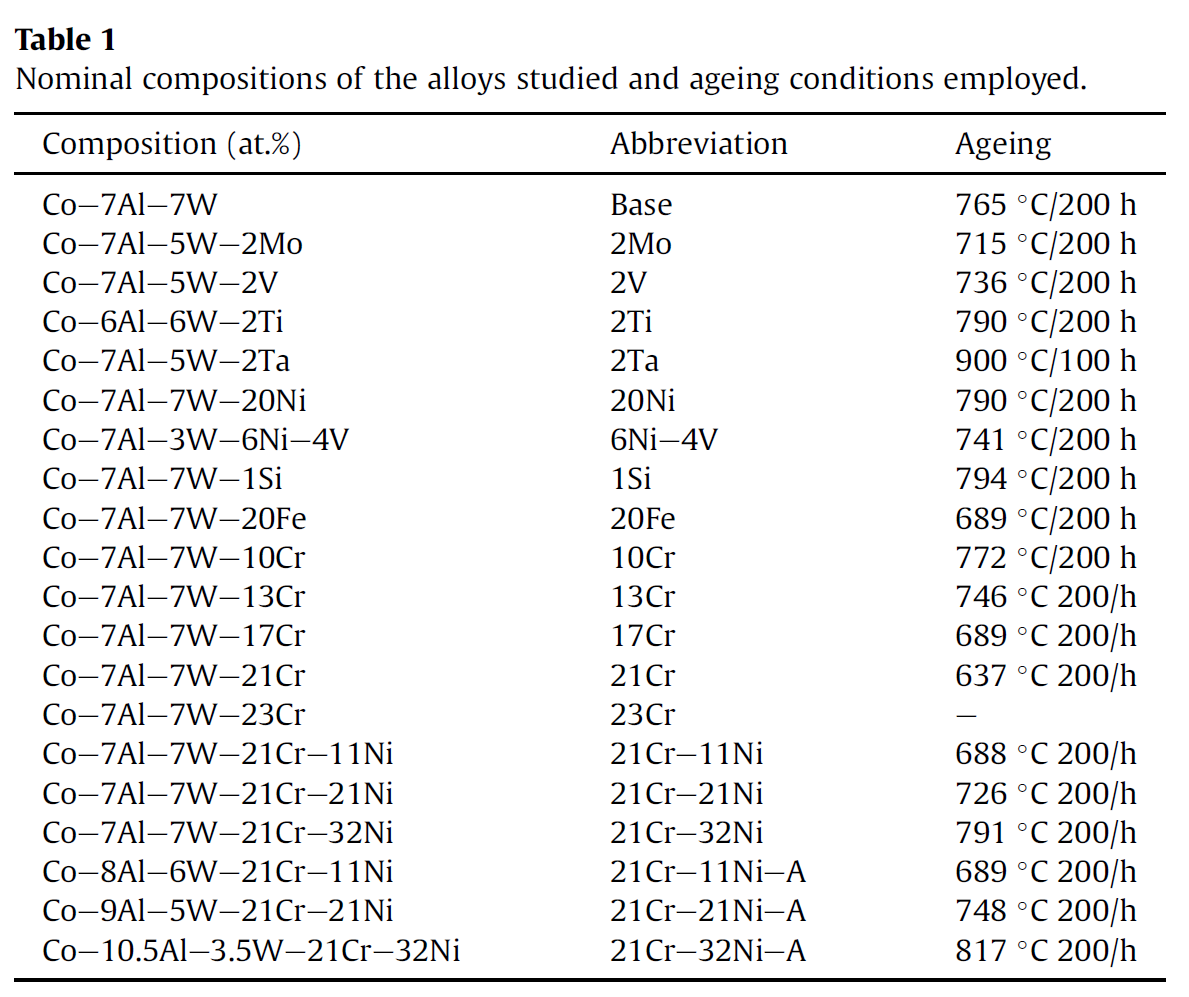 Table 1
Nominal compositions of the alloys studied and ageing conditions employed.
Composition (at.%) Abbreviation Ageing
Co−7Al−7W Base 765 °C/200 h
Co−7Al−5W−2Mo 2Mo 715 °C/200 h
Co−7Al−5W−2V 2V 736 °C/200 h
Co−6Al−6W−2Ti 2Ti 790 °C/200 h
Co−7Al−5W−2Ta 2Ta 900 °C/100 h
Co−7Al−7W−20Ni 20Ni 790 °C/200 h
Co−7Al−3W−6Ni−4V 6Ni−4V 741 °C/200 h
Co−7Al−7W−1Si 1Si 794 °C/200 h
Co−7Al−7W−20Fe 20Fe 689 °C/200 h
Co−7Al−7W−10Cr 10Cr 772 °C/200 h
Co−7Al−7W−13Cr 13Cr 746 °C 200/h
Co−7Al−7W−17Cr 17Cr 689 °C 200/h
Co−7Al−7W−21Cr 21Cr 637 °C 200/h
Co−7Al−7W−23Cr 23Cr −
Co−7Al−7W−21Cr−11Ni 21Cr−11Ni 688 °C 200/h
Co−7Al−7W−21Cr−21Ni 21Cr−21Ni 726 °C 200/h
Co−7Al−7W−21Cr−32Ni 21Cr−32Ni 791 °C 200/h
Co−8Al−6W−21Cr−11Ni 21Cr−11Ni−A 689 °C 200/h
Co−9Al−5W−21Cr−21Ni 21Cr−21Ni−A 748 °C 200/h
Co−10.5Al−3.5W−21Cr−32Ni 21Cr−32Ni−A 817 °C 200/h